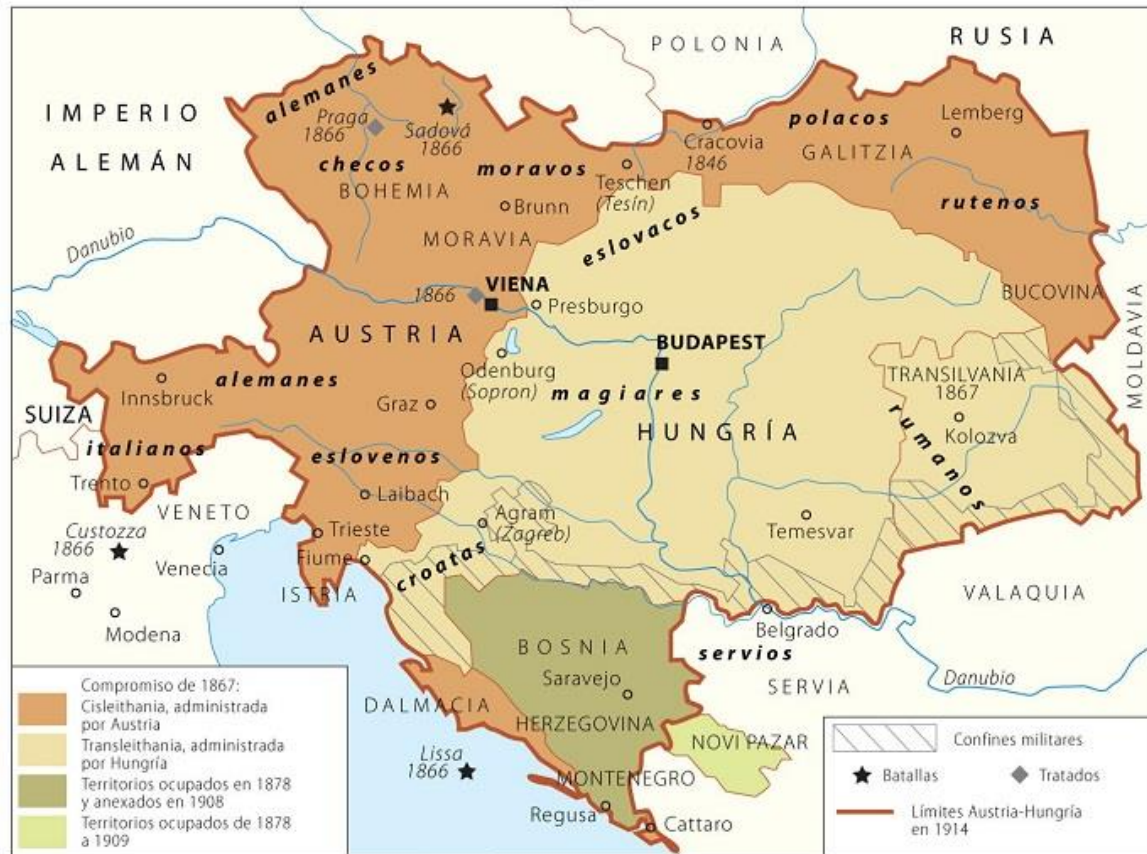 POLONIA
RUSIA
IMPERIO
ALEMÁN
alemanes
Praga
1866
Sadová
1866
checos
BOHEMIA
moravos
Brunn
MORAVIA
Teschen
(Tesín)
Cracovia
1846
polacos
GALITZIA
Lemberg
rutenos
eslovacos
Danubio
1866
VIENA
Presburgo
BUCOVINA
MOLDAVIA
AUSTRIA
BUDAPEST
Odenburg
(Sopron)
magiares
HUNGRÍA
TRANSILVANIA
1867
Kolozva
rumanos
alemanes
Innsbruck
Graz
SUIZA
italianos
eslovenos
Trento
Laibach
VENETO
Custozza
1866
Trieste
Agram
(Zagreb)
Temesvar
Parma
Venecia
Fiume
croatas
ISTRIA
Modena
VALAQUIA
Belgrado
BOSNIA
servios
Saravejo
SERVIA
Danubio
DALMACIA
HERZEGOVINA
NOVI PAZAR
Lissa
1866
MONTENEGRO
Regusa
Cattaro
Compromiso de 1867:
Cisleithania, administrada
por Austria
Transleithania, administrada
por Hungría
Territorios ocupados en 1878
y anexados en 1908
Territorios ocupados de 1878
a 1909
Confines militares
Batallas
Tratados
Límites Austria-Hungría
en 1914